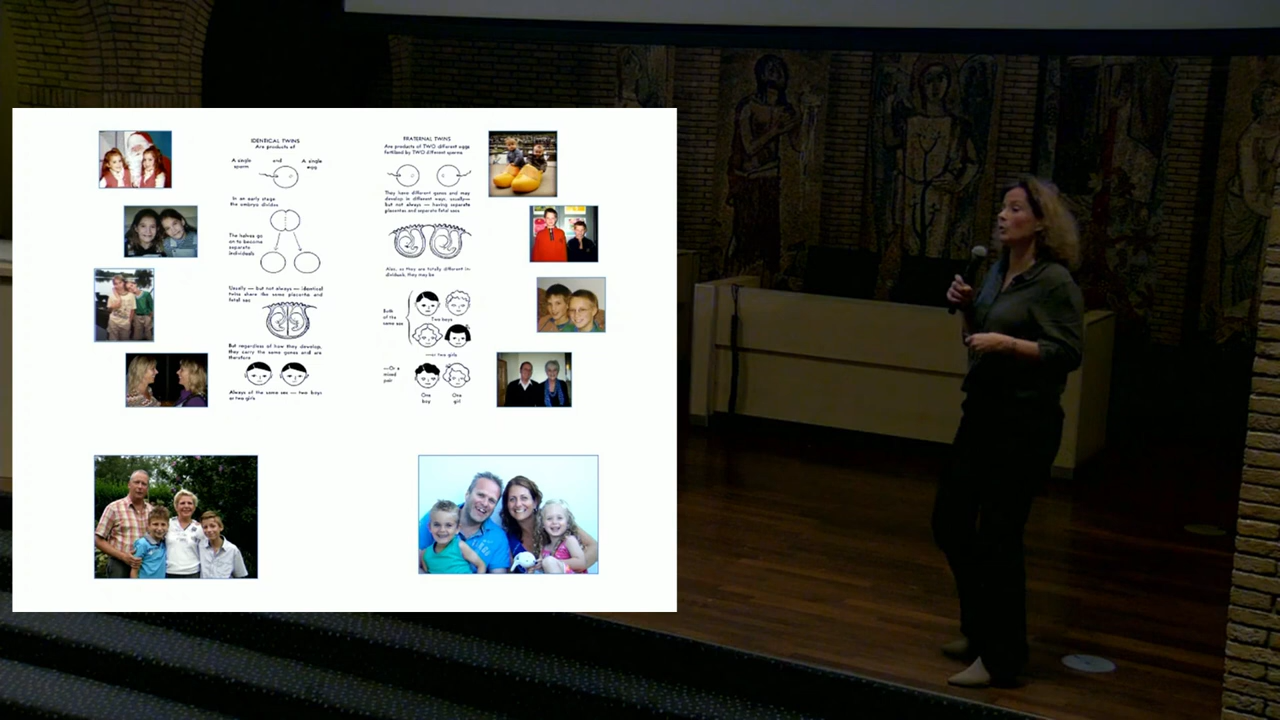 IDENTICAL TWINS
Are products of
A single
sperm
and
A single
egg
In an early stage
the embryo divides
The halves go
on to become
separate
individuals
Usually — but not always — identical
twins share the same placenta and
fetal sac
But regardless of how they develop,
they carry the same genes and are
therefore
Always of the same sex — two boys
or two girls
FRATERNAL TWINS
Are products of TWO different eggs
fertilized by TWO different sperms
They have different genes and may
develop in different ways, usually—
but not always — having separate
placentas and separate fetal sacs
Also, as they are totally different in-
dividuals, they may be
Both
of the
same sex
Two boys
—or two girls
—Or a
mixed
pair
One
boy
One
girl